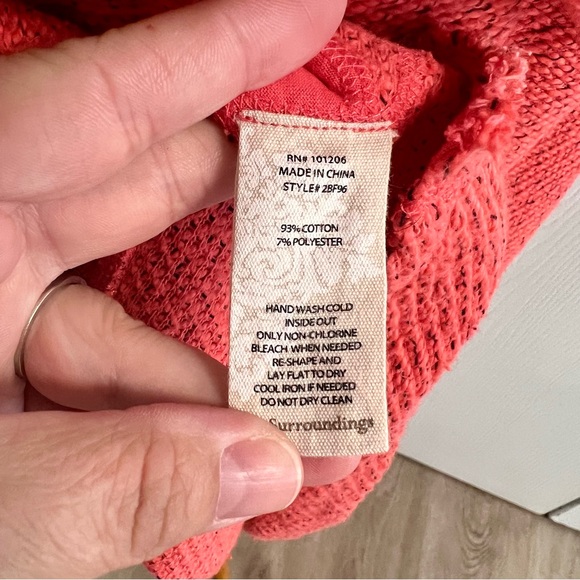 RN# 101206
MADE IN CHINA
STYLE# 2BF96
93% COTTON
7% POLYESTER
HAND WASH COLD
INSIDE OUT
ONLY NON-CHLORINE
BLEACH WHEN NEEDED
RE-SHAPE AND
LAY FLAT TO DRY
COOL IRON IF NEEDED
DO NOT DRY CLEAN
Surroundings